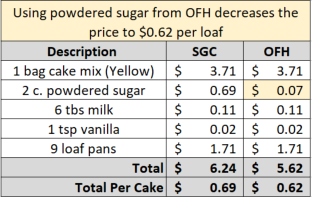 Using powdered sugar from OFH decreases the
price to $0.62 per loaf
Description SGC OFH
1 bag cake mix (Yellow) $ 3.71 $ 3.71
2 c. powdered sugar $ 0.69 $ 0.07
6 tbs milk $ 0.11 $ 0.11
1 tsp vanilla $ 0.02 $ 0.02
9 loaf pans $ 1.71 $ 1.71
Total $ 6.24 $ 5.62
Total Per Cake $ 0.69 $ 0.62